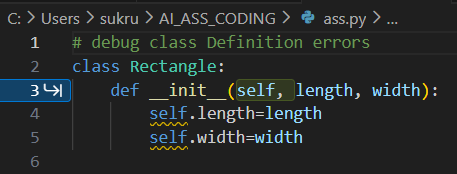 C: > Users > sukru > AI_ASS_CODING > ass.py > ...
1 # debug class Definition errors
2 class Rectangle:
3 def __init__(self, length, width):
4 self.length=length
5 self.width=width
6